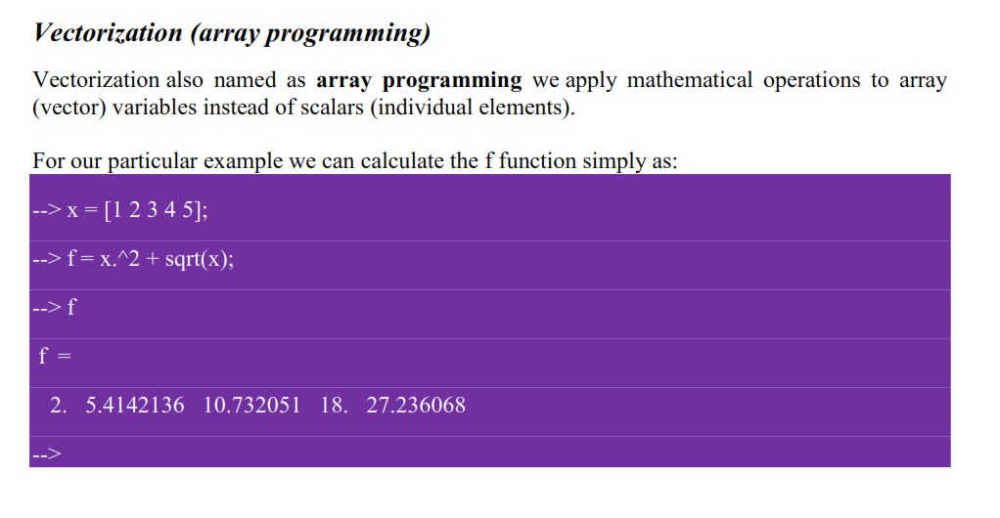 Vectorization (array programming)
Vectorization also named as array programming we apply mathematical operations to array
(vector) variables instead of scalars (individual elements).
For our particular example we can calculate the f function simply as:
--> x = [1 2 3 4 5];
--> f = x.^2 + sqrt(x);
--> f
f =
2. 5.4142136 10.732051 18. 27.236068
-->